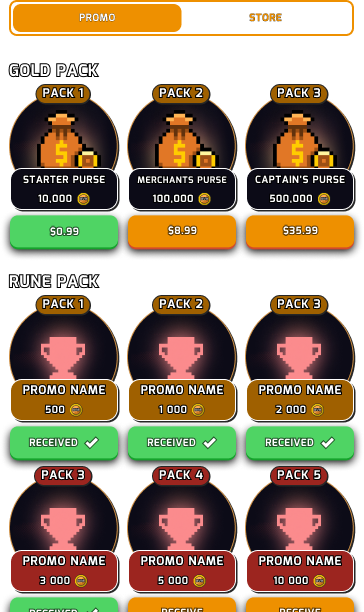 PROMO STORE
GOLD PACK
PACK 1 PACK 2 PACK 3
STARTER PURSE MERCHANTS PURSE CAPTAIN'S PURSE
10,000 100,000 500,000
$0.99 $8.99 $35.99
RUNE PACK
PACK 1 PACK 2 PACK 3
PROMO NAME PROMO NAME PROMO NAME
500 1 000 2 000
RECEIVED RECEIVED RECEIVED
PACK 3 PACK 4 PACK 5
PROMO NAME PROMO NAME PROMO NAME
3 000 5 000 10 000
RECEIVED RECEIVE RECEIVE